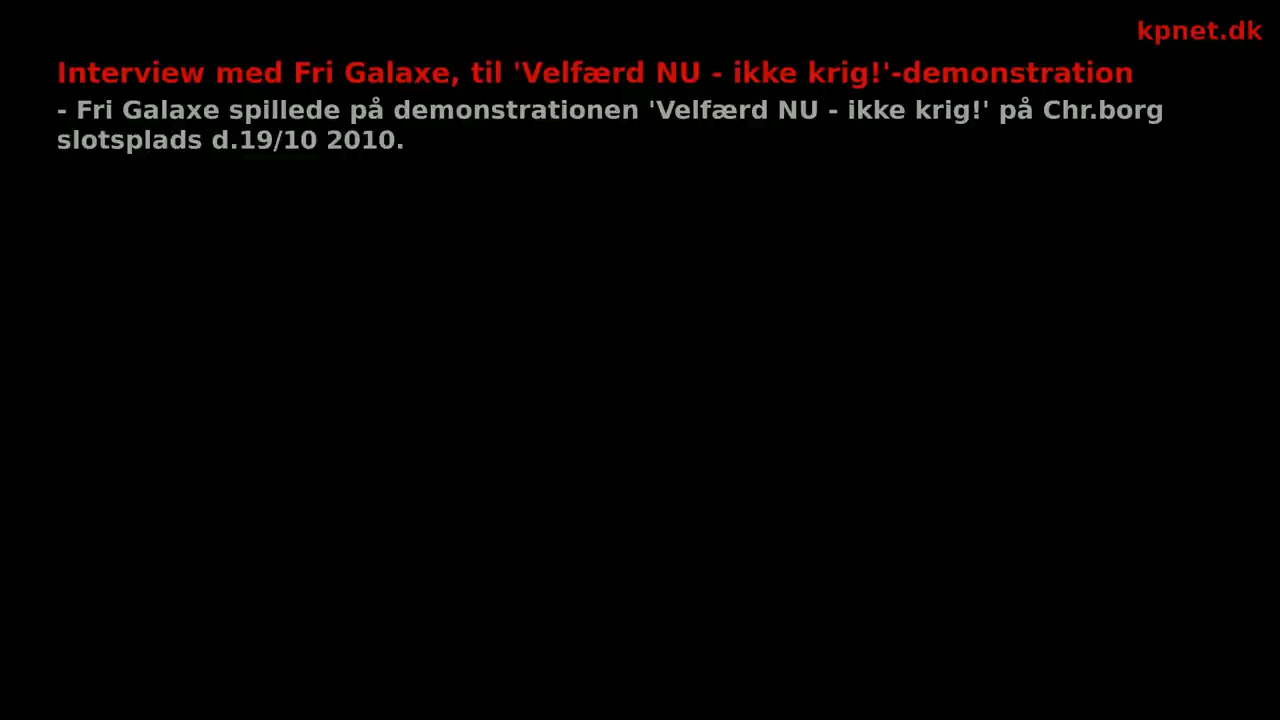 kpnet.dk
Interview med Fri Galaxe, til 'Velfærd NU - ikke krig!'-demonstration
- Fri Galaxe spillede på demonstrationen 'Velfærd NU - ikke krig!' på Chr.borg
slotsplads d.19/10 2010.